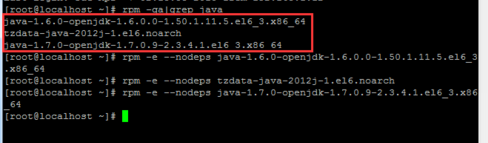 [root@localhost ~]# rpm -qa|grep java
java-1.6.0-openjdk-1.6.0.0-1.50.1.11.5.el6_3.x86_64
tzdata-java-2012j-1.el6.noarch
java-1.7.0-openjdk-1.7.0.9-2.3.4.1.el6_3.x86_64
[root@localhost ~]# rpm -e --nodeps java-1.6.0-openjdk-1.6.0.0-1.50.1.11.5.el6_3
.x86_64
[root@localhost ~]# rpm -e --nodeps tzdata-java-2012j-1.el6.noarch
[root@localhost ~]# rpm -e --nodeps java-1.7.0-openjdk-1.7.0.9-2.3.4.1.el6_3.x86
_64
[root@localhost ~]#